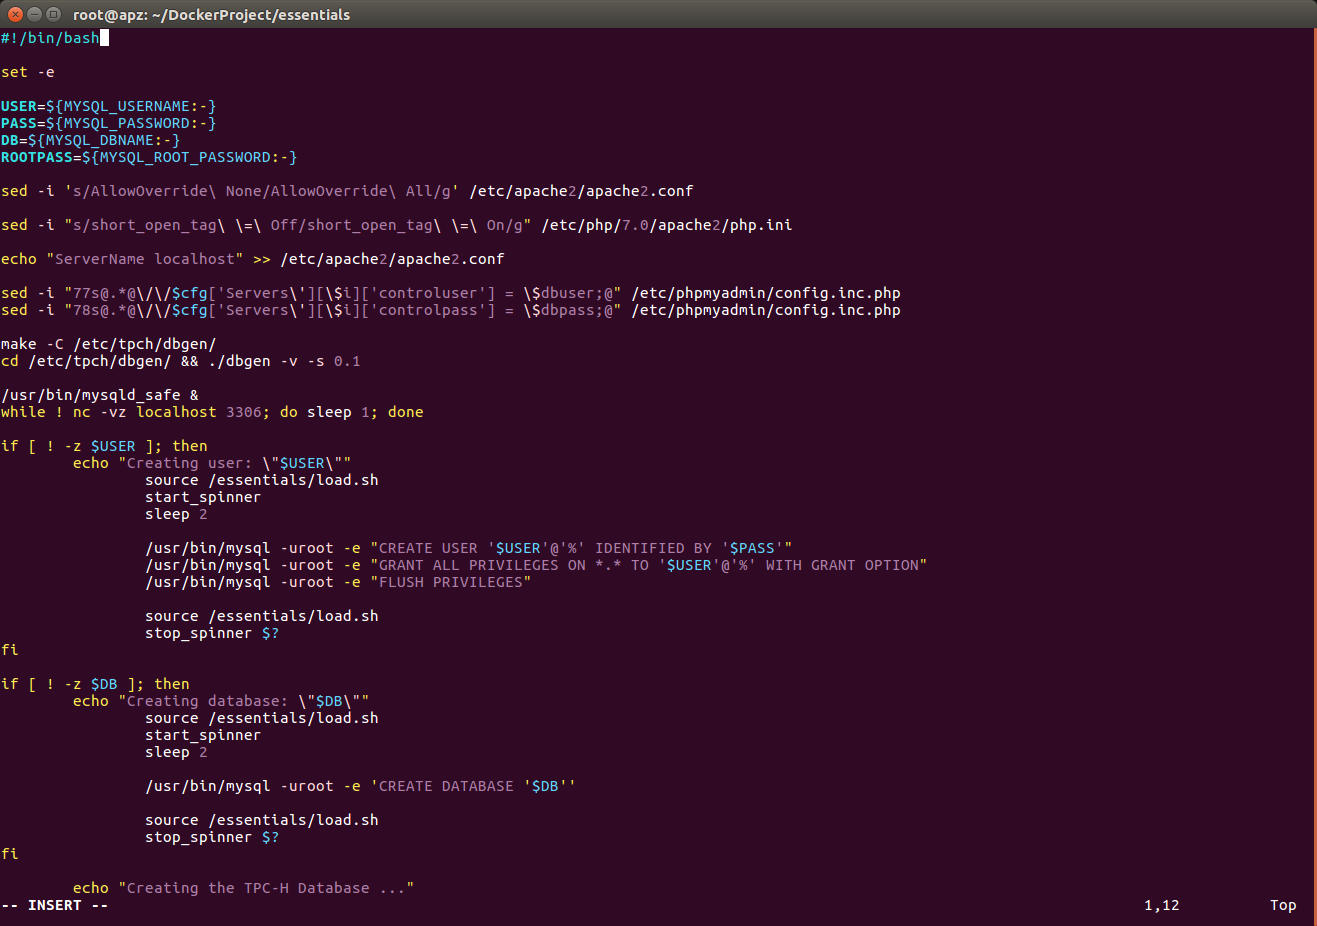 root@apz: ~/DockerProject/essentials
#!/bin/bash
set -e
USER=${MYSQL_USERNAME:-}
PASS=${MYSQL_PASSWORD:-}
DB=${MYSQL_DBNAME:-}
ROOTPASS=${MYSQL_ROOT_PASSWORD:-}
sed -i 's/AllowOverride\ None/AllowOverride\ All/g' /etc/apache2/apache2.conf
sed -i "s/short_open_tag\ \=\ Off/short_open_tag\ \=\ On/g" /etc/php/7.0/apache2/php.ini
echo "ServerName localhost" >> /etc/apache2/apache2.conf
sed -i "77s@.*@\/\/$cfg['Servers\'][\$i]['controluser'] = \$dbuser;@" /etc/phpmyadmin/config.inc.php
sed -i "78s@.*@\/\/$cfg['Servers\'][\$i]['controlpass'] = \$dbpass;@" /etc/phpmyadmin/config.inc.php
make -C /etc/tpch/dbgen/
cd /etc/tpch/dbgen/ && ./dbgen -v -s 0.1
/usr/bin/mysqld_safe &
while ! nc -vz localhost 3306; do sleep 1; done
if [ ! -z $USER ]; then
echo "Creating user: \"$USER\""
source /essentials/load.sh
start_spinner
sleep 2
/usr/bin/mysql -uroot -e "CREATE USER '$USER'@'%' IDENTIFIED BY '$PASS'"
/usr/bin/mysql -uroot -e "GRANT ALL PRIVILEGES ON *.* TO '$USER'@'%' WITH GRANT OPTION"
/usr/bin/mysql -uroot -e "FLUSH PRIVILEGES"
source /essentials/load.sh
stop_spinner $?
fi
if [ ! -z $DB ]; then
echo "Creating database: \"$DB\""
source /essentials/load.sh
start_spinner
sleep 2
/usr/bin/mysql -uroot -e 'CREATE DATABASE '$DB''
source /essentials/load.sh
stop_spinner $?
fi
echo "Creating the TPC-H Database ..."
-- INSERT -- 1,12 Top